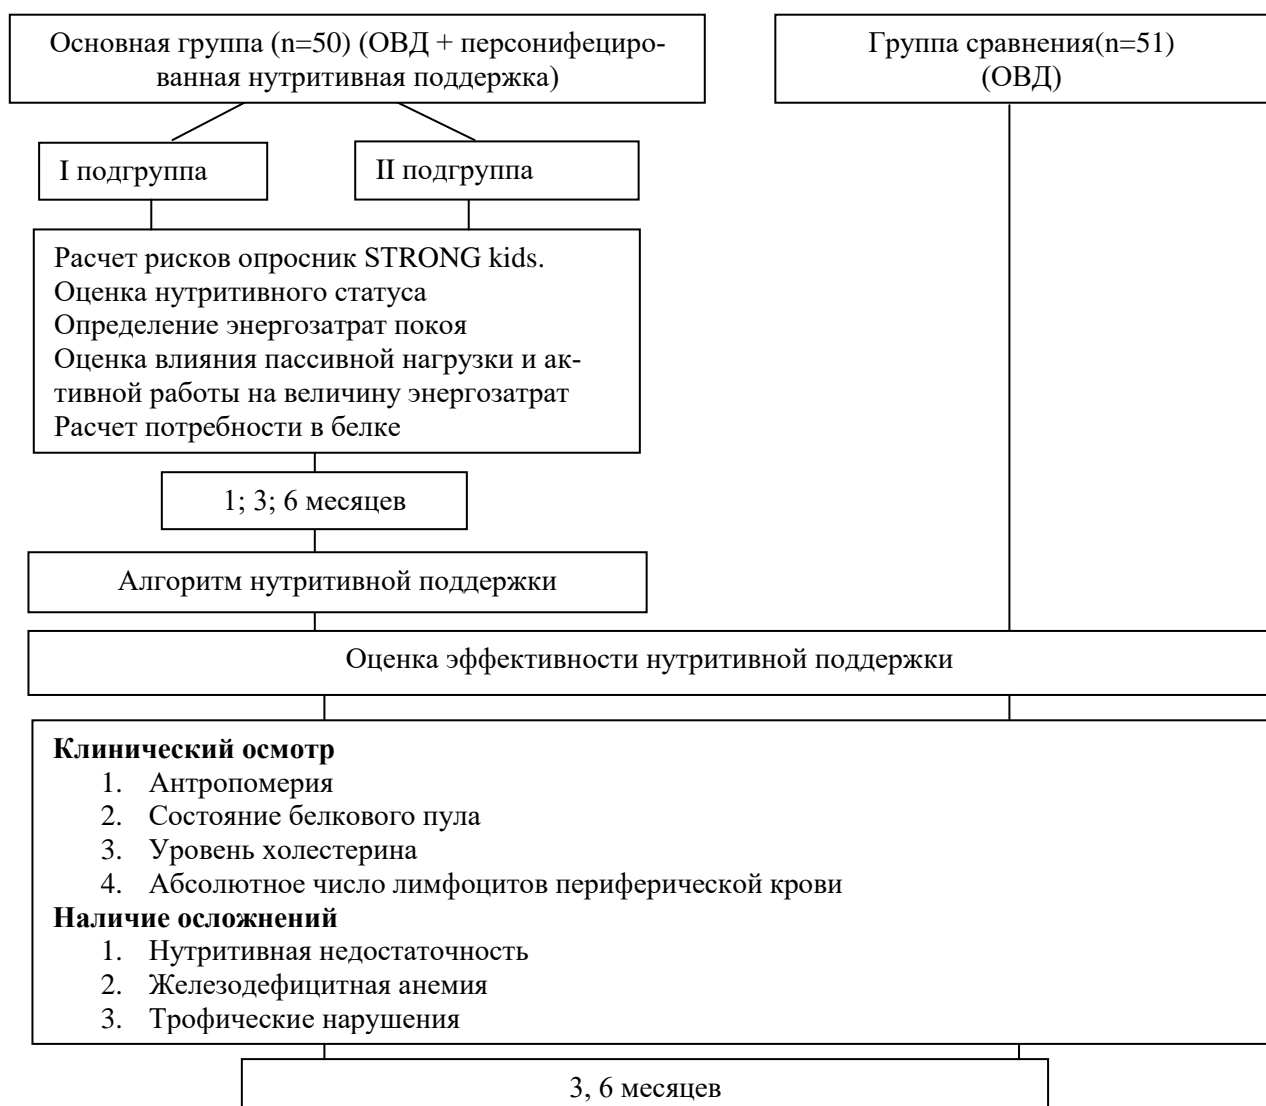 Основная группа (n=50) (ОВД + персонифециро-
ванная нутритивная поддержка)
Группа сравнения(n=51)
(ОВД)
I подгруппа
II подгруппа
Расчет рисков опросник STRONG kids.
Оценка нутритивного статуса
Определение энергозатрат покоя
Оценка влияния пассивной нагрузки и ак-
тивной работы на величину энергозатрат
Расчет потребности в белке
1; 3; 6 месяцев
Алгоритм нутритивной поддержки
Оценка эффективности нутритивной поддержки
Клинический осмотр
1. Антропомерия
2. Состояние белкового пула
3. Уровень холестерина
4. Абсолютное число лимфоцитов периферической крови
Наличие осложнений
1. Нутритивная недостаточность
2. Железодефицитная анемия
3. Трофические нарушения
3, 6 месяцев